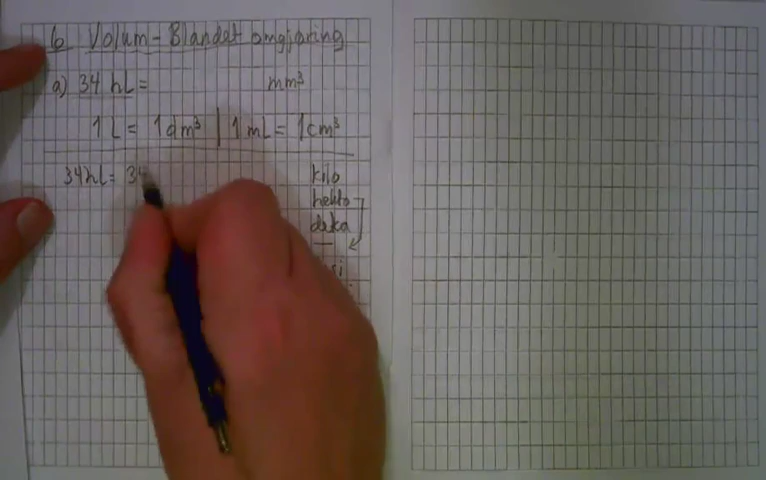 6 Volum - Blandet omgjøring
a) 34 hL = mm³
1 L = 1 dm³ | 1 mL = 1 cm³
34 hL = 34
kilo
hekto
deka